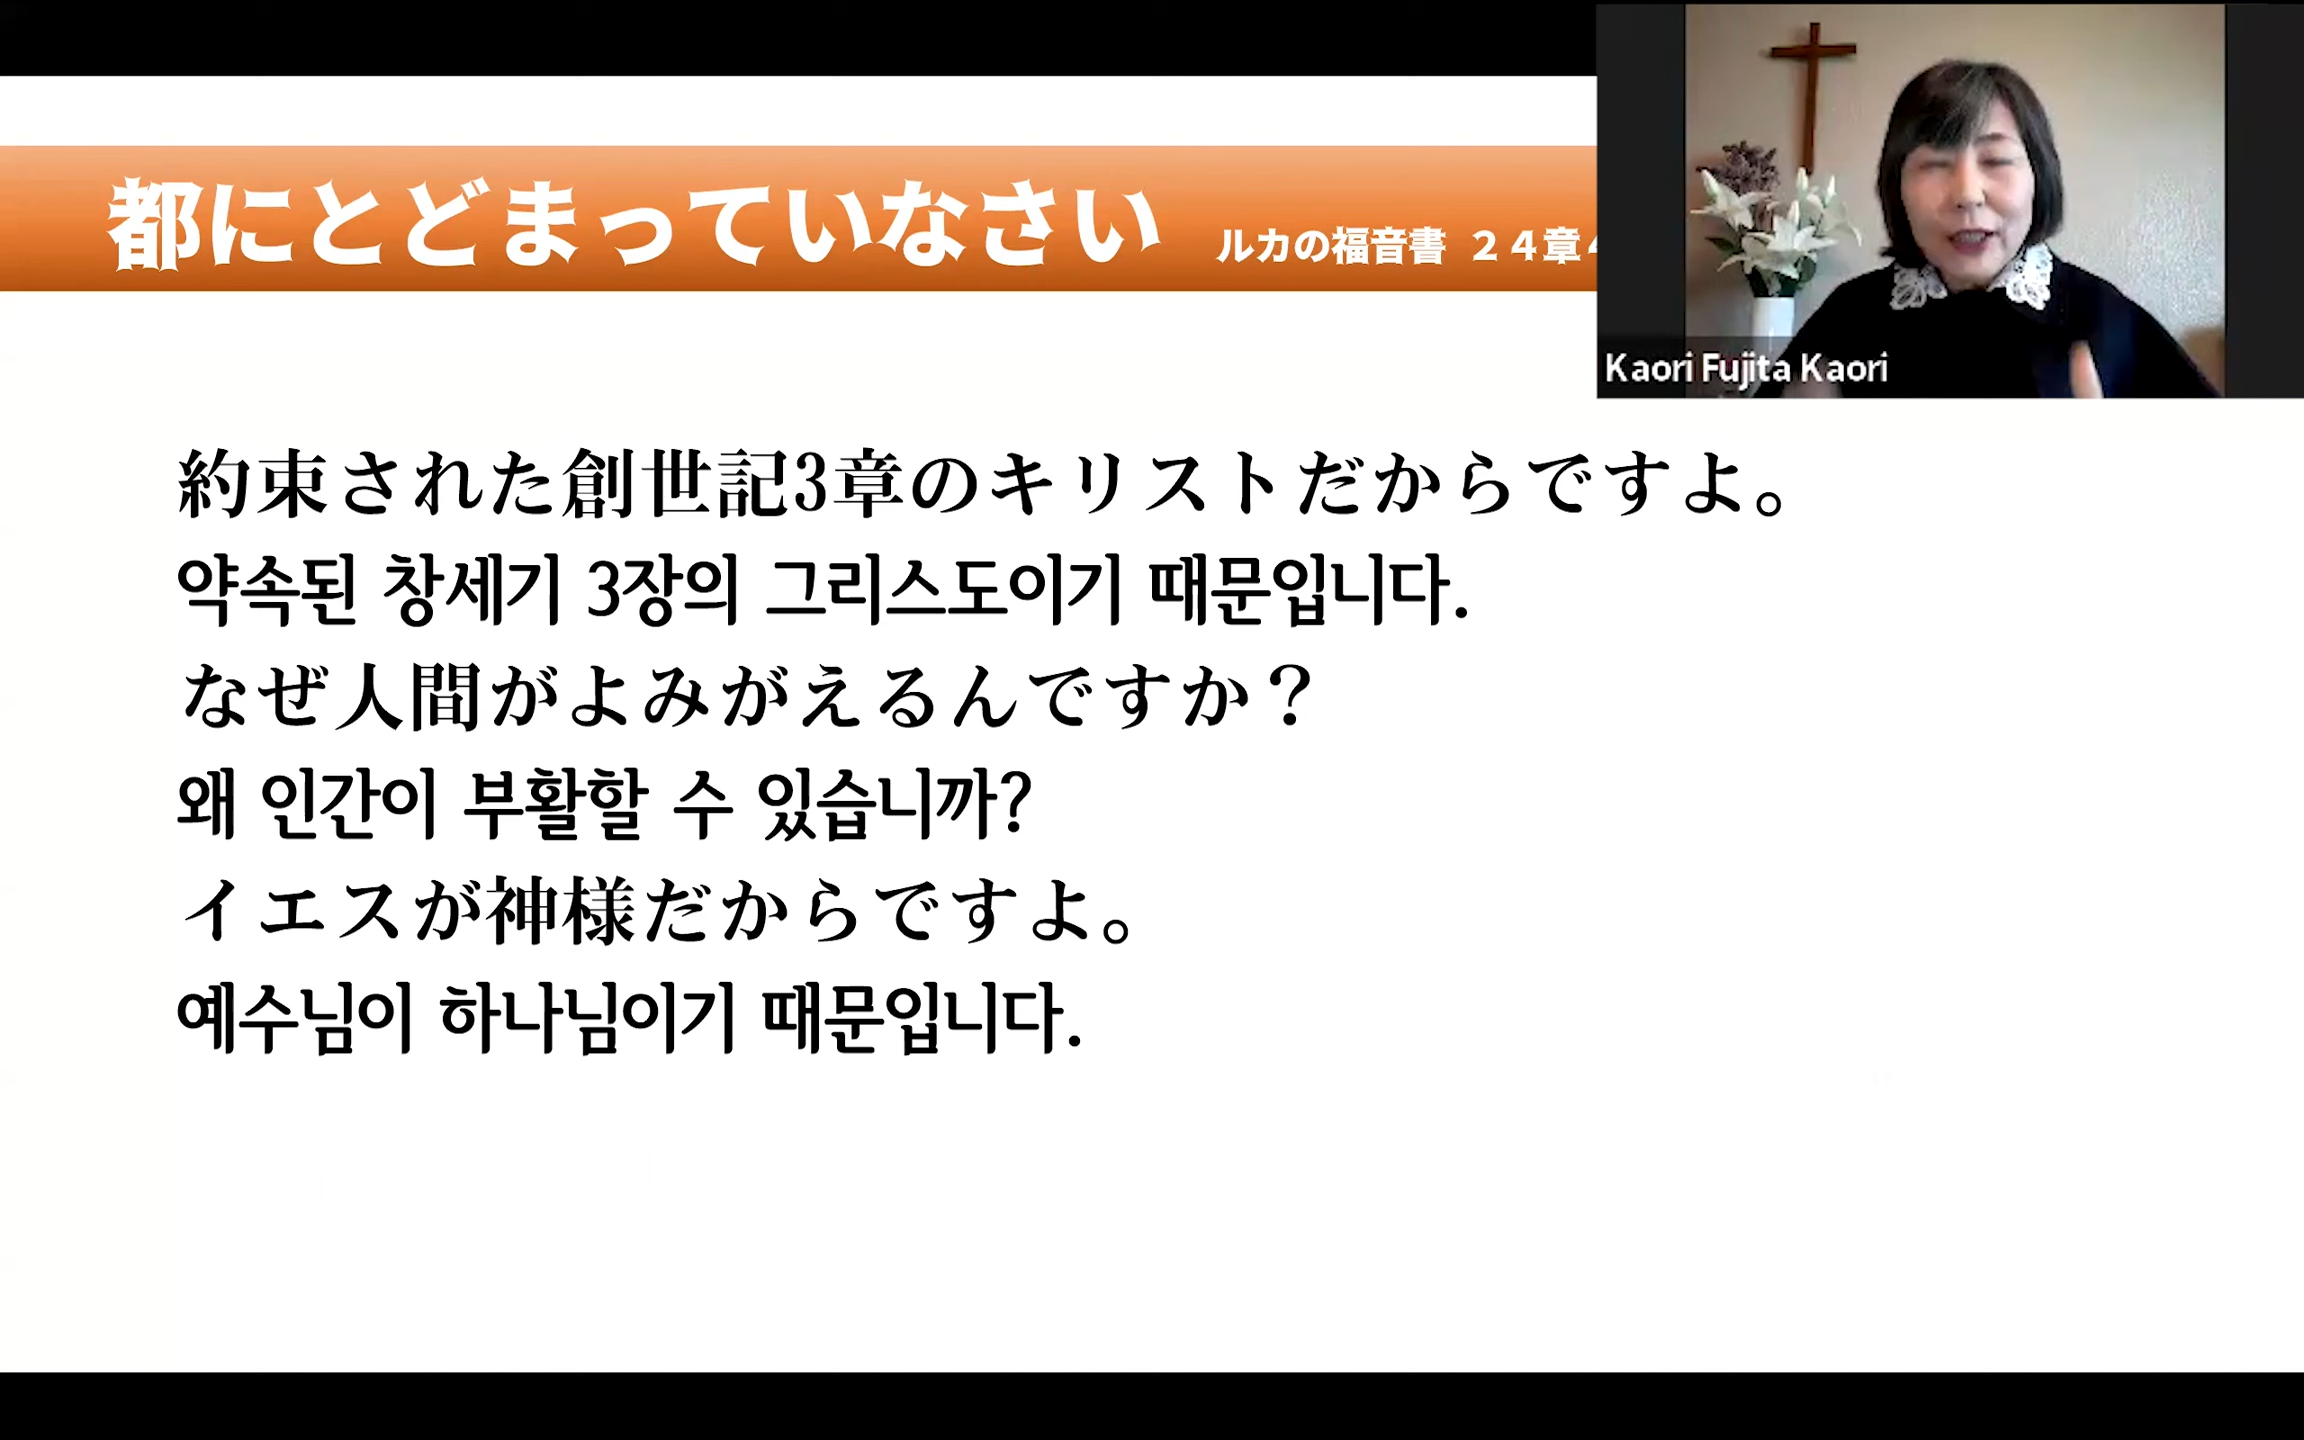 都にとどまっていなさい ルカの福音書 ２４章
Kaori Fujita Kaori
約束された創世記3章のキリストだからですよ。
약속된 창세기 3장의 그리스도이기 때문입니다.
なぜ人間がよみがえるんですか？
왜 인간이 부활할 수 있습니까?
イエスが神様だからですよ。
예수님이 하나님이기 때문입니다.